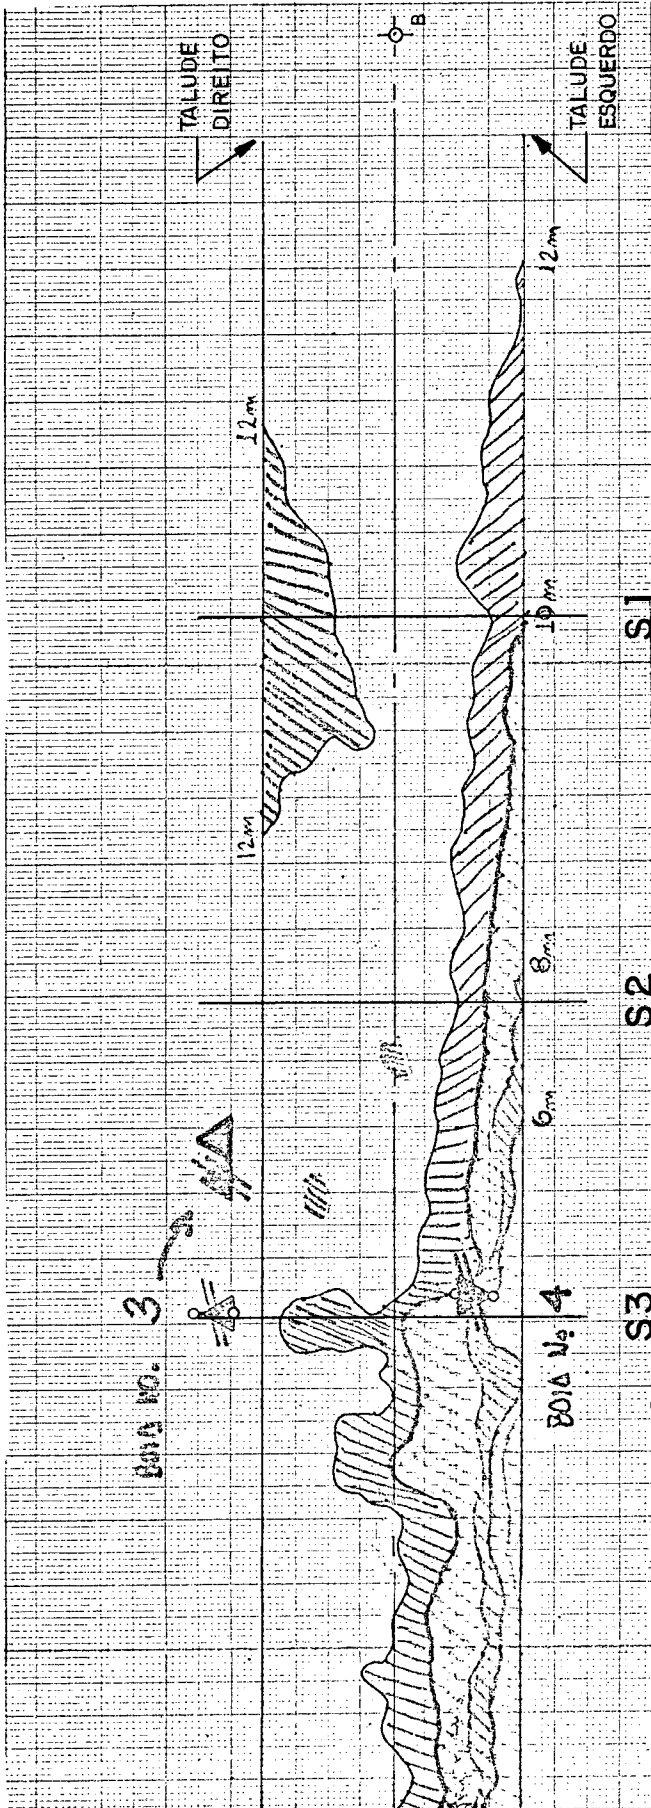 TALUDE
DIREITO
B
TALUDE
ESQUERDO
12m
12m
12m
10m
8m
6m
3
BOIA NO.
BOIA Nº 4
S1
S2
S3